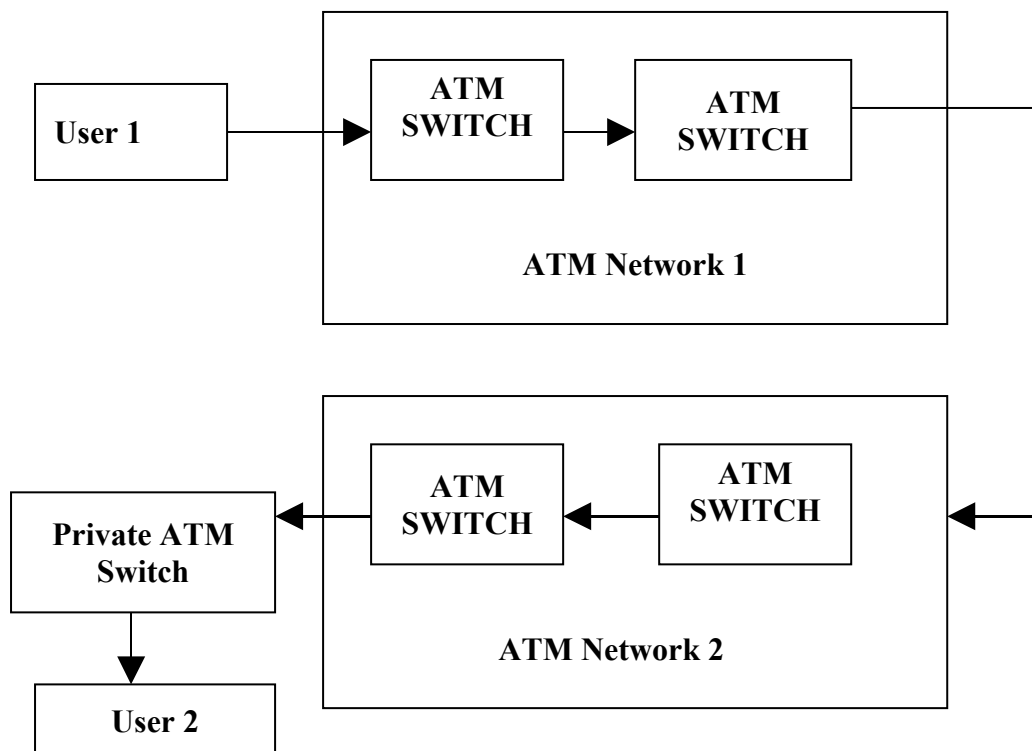 User 1
ATM
SWITCH
ATM
SWITCH
ATM Network 1
ATM
SWITCH
ATM
SWITCH
Private ATM
Switch
ATM Network 2
User 2